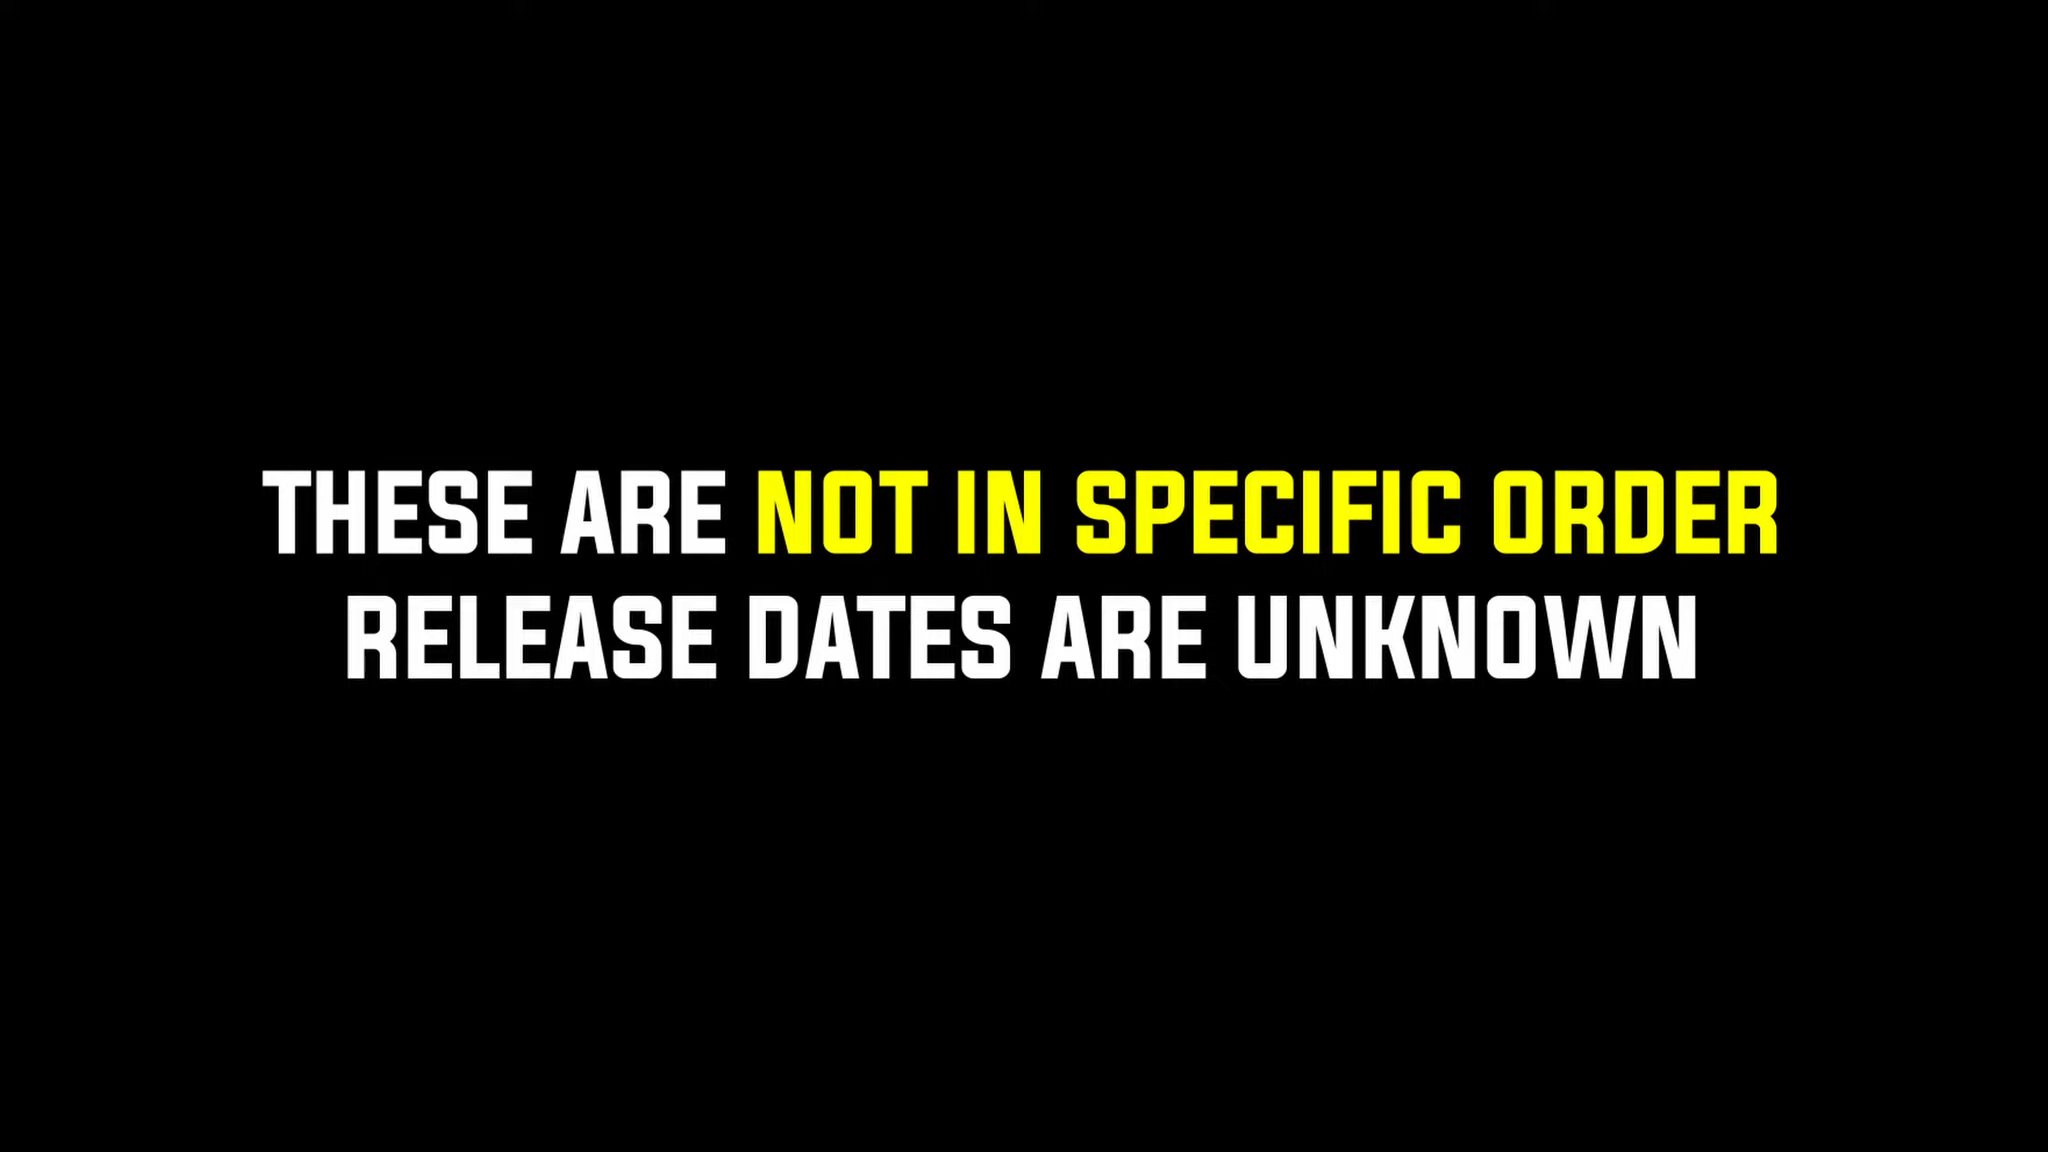 THESE ARE NOT IN SPECIFIC ORDER
RELEASE DATES ARE UNKNOWN